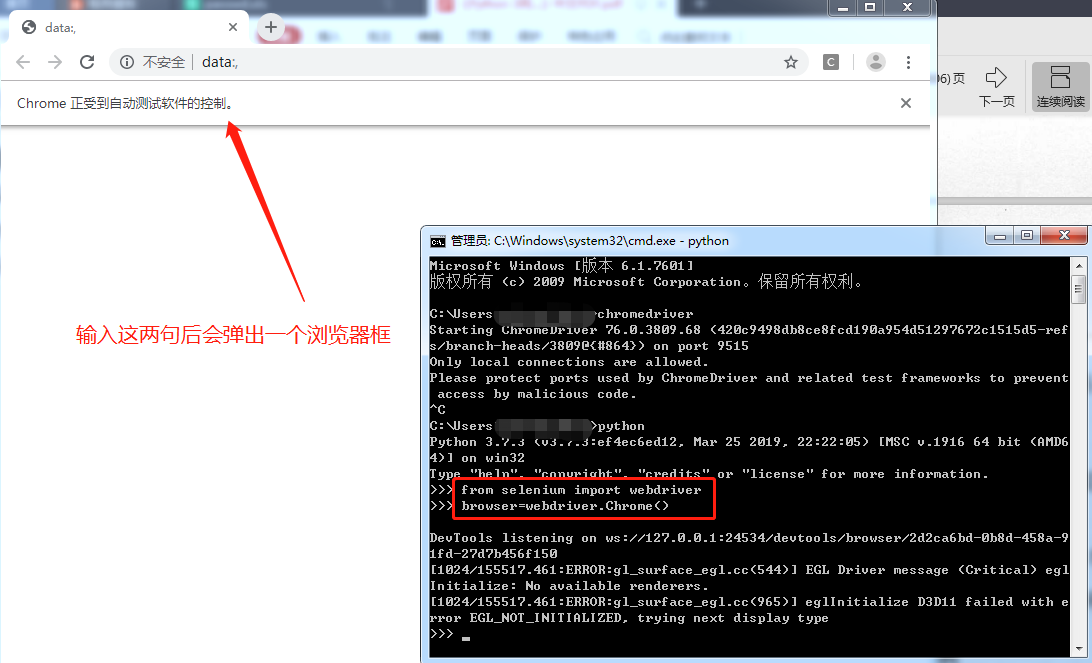 data:,
不安全 data:,
Chrome 正受到自动测试软件的控制。
6)页
下一页
连续阅读
输入这两句后会弹出一个浏览器框
管理员: C:\Windows\system32\cmd.exe - python
Microsoft Windows [版本 6.1.7601]
版权所有 (c) 2009 Microsoft Corporation。保留所有权利。
C:\Users chromedriver
Starting ChromeDriver 76.0.3809.68 (420c9498db8ce8fcd190a954d51297672c1515d5-ref
s/branch-heads/3809@{#864}) on port 9515
Only local connections are allowed.
Please protect ports used by ChromeDriver and related test frameworks to prevent
access by malicious code.
^C
C:\Users >python
Python 3.7.3 (v3.7.3:ef4ec6ed12, Mar 25 2019, 22:22:05) [MSC v.1916 64 bit (AMD6
4)] on win32
Type "help", "copyright", "credits" or "license" for more information.
>>> from selenium import webdriver
>>> browser=webdriver.Chrome()
DevTools listening on ws://127.0.0.1:24534/devtools/browser/2d2ca6bd-0b8d-458a-9
1fd-27d7b456f150
[1024/155517.461:ERROR:gl_surface_egl.cc(544)] EGL Driver message (Critical) egl
Initialize: No available renderers.
[1024/155517.461:ERROR:gl_surface_egl.cc(965)] eglInitialize D3D11 failed with e
rror EGL_NOT_INITIALIZED, trying next display type
>>>